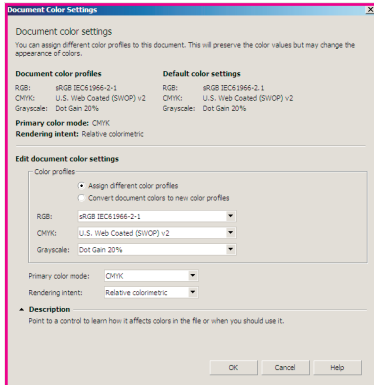 Document Color Settings
Document color settings
You can assign different color profiles to this document. This will preserve the color values but may change the
appearance of colors.
Document color profiles Default color settings
RGB: sRGB IEC61966-2-1 RGB: sRGB IEC61966-2.1
CMYK: U.S. Web Coated (SWOP) v2 CMYK: U.S. Web Coated (SWOP) v2
Grayscale: Dot Gain 20% Grayscale: Dot Gain 20%
Primary color mode: CMYK
Rendering intent: Relative colorimetric
Edit document color settings
Color profiles
Assign different color profiles
Convert document colors to new color profiles
RGB: sRGB IEC61966-2-1
CMYK: U.S. Web Coated (SWOP) v2
Grayscale: Dot Gain 20%
Primary color mode: CMYK
Rendering intent: Relative colorimetric
Description
Point to a control to learn how it affects colors in the file or when you should use it.
OK Cancel Help